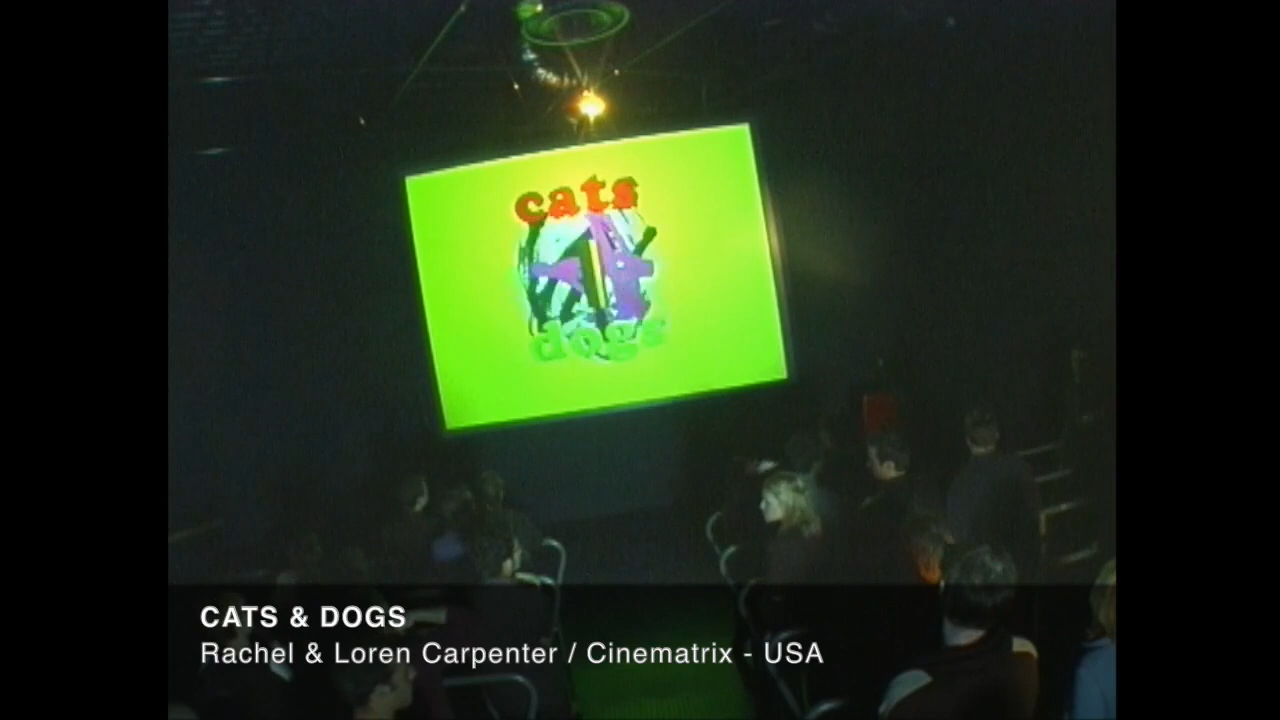 cats
dogs
CATS & DOGS
Rachel & Loren Carpenter / Cinematrix - USA